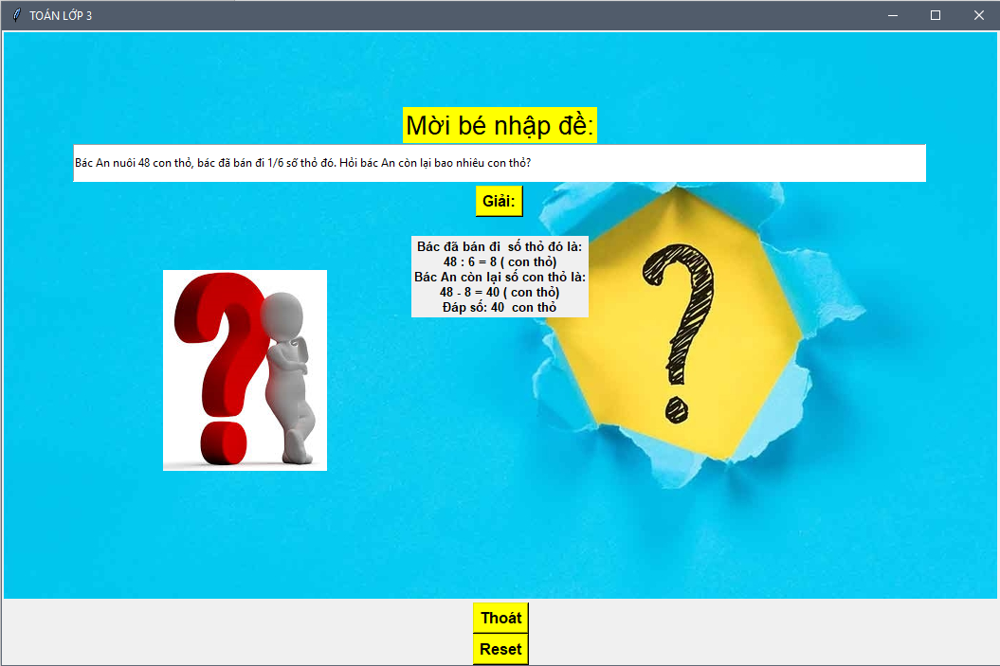 TOÁN LỚP 3
Mời bé nhập đề:
Bác An nuôi 48 con thỏ, bác đã bán đi 1/6 số thỏ đó. Hỏi bác An còn lại bao nhiêu con thỏ?
Giải:
Bác đã bán đi  số thỏ đó là:
48 : 6 = 8 ( con thỏ)
Bác An còn lại số con thỏ là:
48 - 8 = 40 ( con thỏ)
Đáp số: 40  con thỏ
?
?
Thoát
Reset